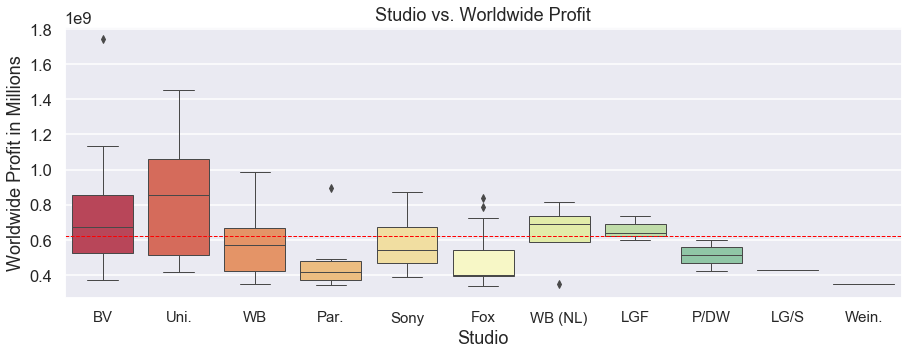 Studio vs. Worldwide Profit
1e9
1.8
1.6
1.4
1.2
1.0
0.8
0.6
0.4
Worldwide Profit in Millions
BV Uni. WB Par. Sony Fox WB (NL) LGF P/DW LG/S Wein.
Studio